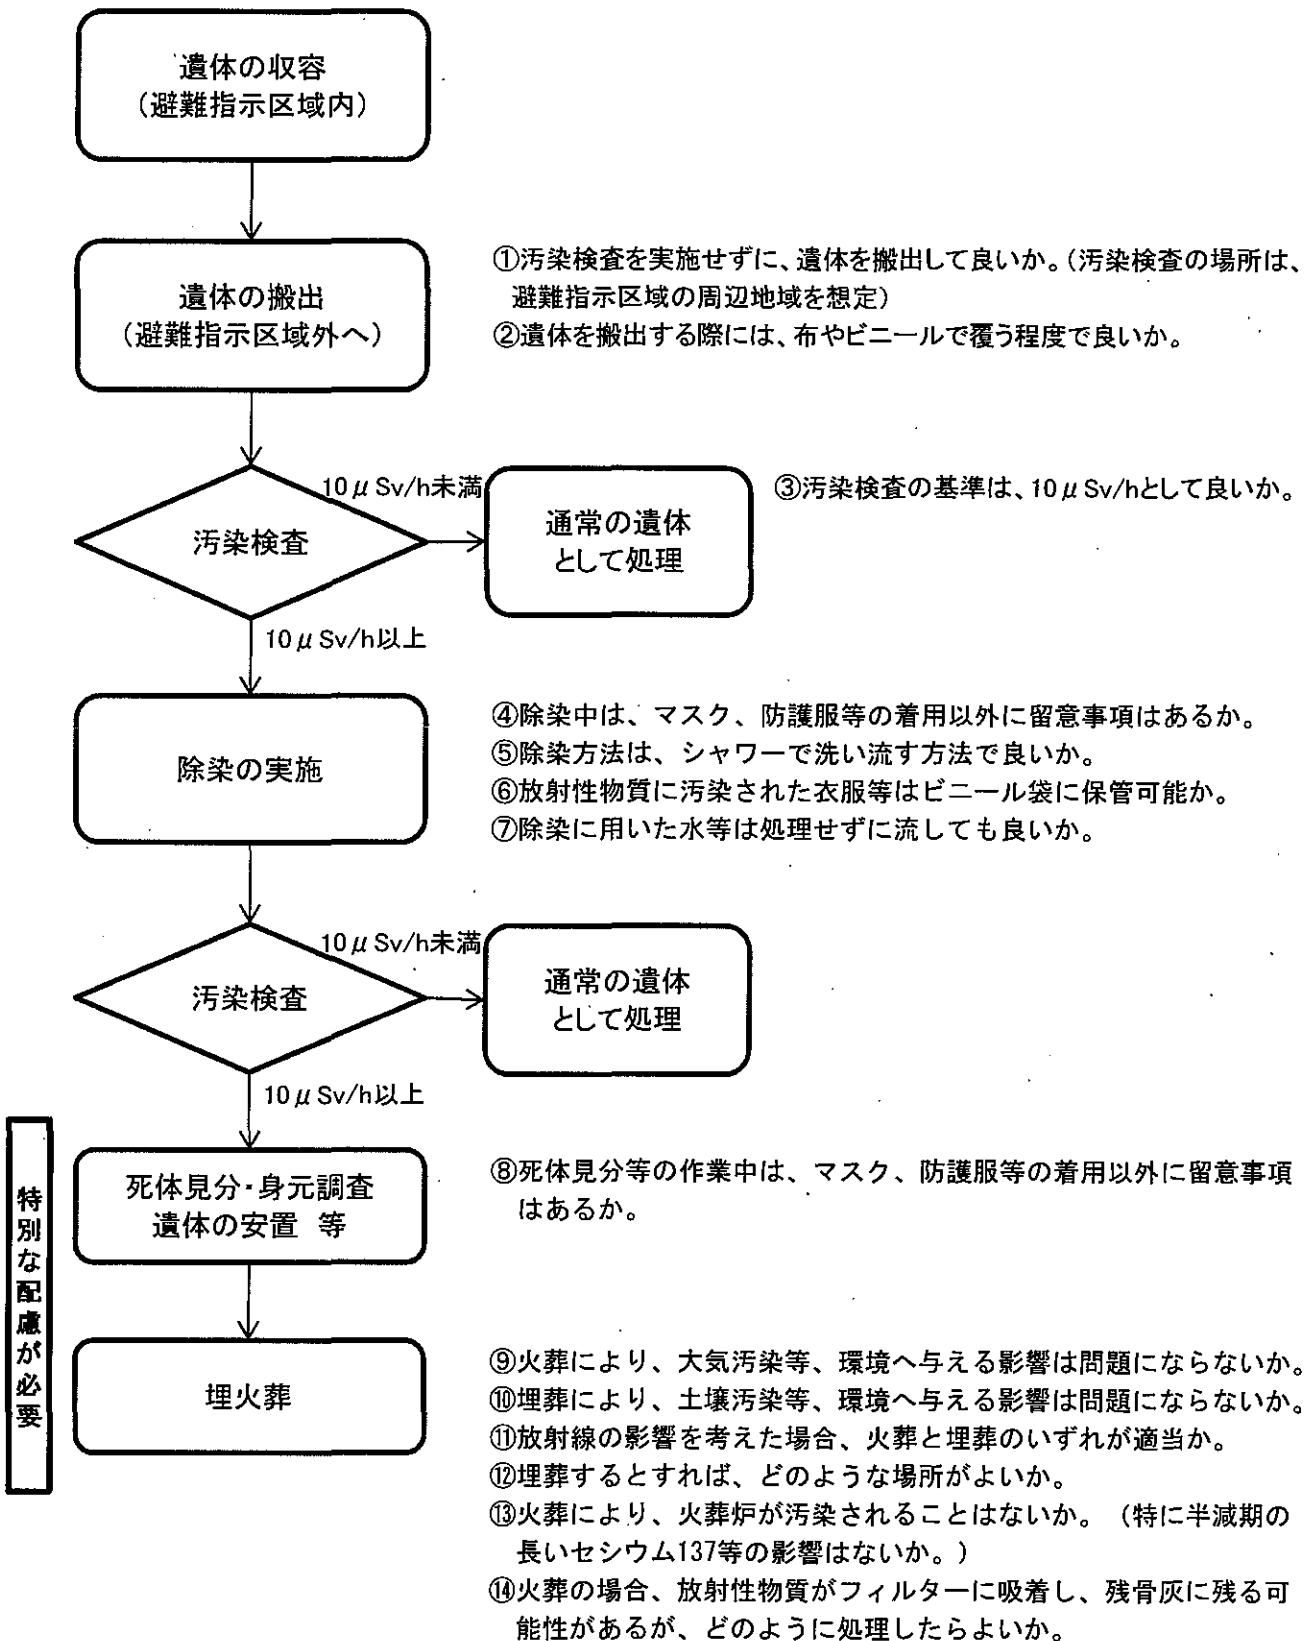 遺体の収容
(避難指示区域内)
遺体の搬出
(避難指示区域外へ)
①汚染検査を実施せずに、遺体を搬出して良いか。(汚染検査の場所は、
避難指示区域の周辺地域を想定)
②遺体を搬出する際には、布やビニールで覆う程度で良いか。
汚染検査
10μSv/h未満
通常の遺体
として処理
③汚染検査の基準は、10μSv/hとして良いか。
10μSv/h以上
除染の実施
④除染中は、マスク、防護服等の着用以外に留意事項はあるか。
⑤除染方法は、シャワーで洗い流す方法で良いか。
⑥放射性物質に汚染された衣服等はビニール袋に保管可能か。
⑦除染に用いた水等は処理せずに流しても良いか。
汚染検査
10μSv/h未満
通常の遺体
として処理
10μSv/h以上
特別な配慮が必要
死体見分・身元調査
遺体の安置 等
⑧死体見分等の作業中は、マスク、防護服等の着用以外に留意事項
はあるか。
埋火葬
⑨火葬により、大気汚染等、環境へ与える影響は問題にならないか。
⑩埋葬により、土壌汚染等、環境へ与える影響は問題にならないか。
⑪放射線の影響を考えた場合、火葬と埋葬のいずれが適当か。
⑫埋葬するとすれば、どのような場所がよいか。
⑬火葬により、火葬炉が汚染されることはないか。(特に半減期の
長いセシウム137等の影響はないか。)
⑭火葬の場合、放射性物質がフィルターに吸着し、残骨灰に残る可
能性があるが、どのように処理したらよいか。